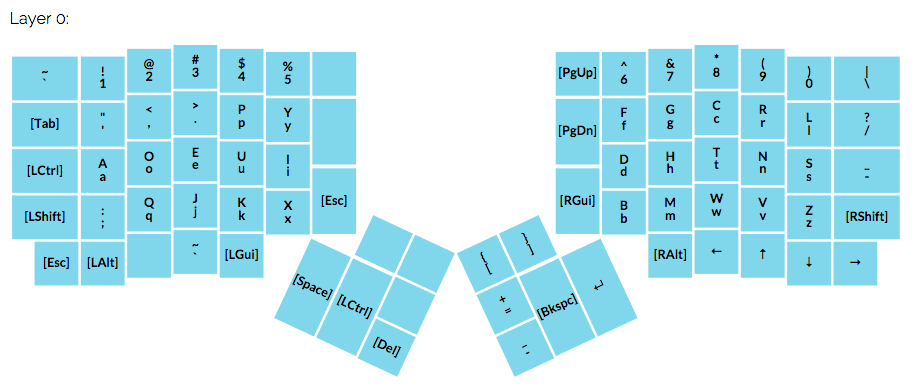 Layer 0:
~ ! @ # $ % ^ & * ( ) |
` 1 2 3 4 5 [PgUp] 6 7 8 9 0 \
[Tab] " < > P Y [PgDn] F G C R L ?
' , . p y f g c r l /
[LCtrl] A O E U I D H T N S _
a o e u i d h t n s -
[LShift] : Q J K X [Esc] [RGui] B M W V Z [RShift]
; q j k x b m w v z
[Esc] [LAlt] ~ [LGui] [RAlt] ← ↑ ↓ →
`
{ }
[ ]
[Space] [LCtrl] + [Bkspc] ↵
=
[Del] _
-